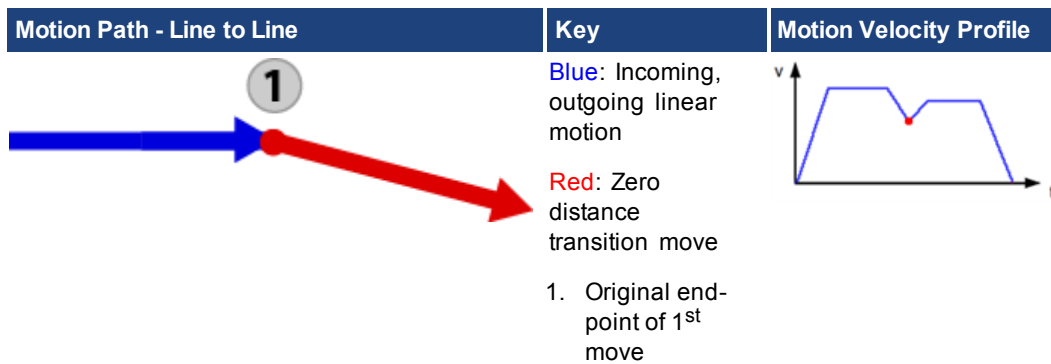 Motion Path - Line to Line
Key
Motion Velocity Profile
1
Blue: Incoming,
outgoing linear
motion
Red: Zero
distance
transition move
1. Original end-
point of 1st
move
v
t